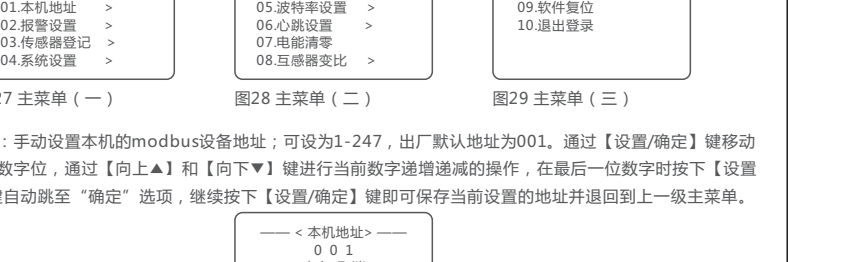 01.本机地址 >
02.报警设置 >
03.传感器登记 >
04.系统设置 >
05.波特率设置 >
06.心跳设置 >
07.电能清零
08.互感器变比 >
09.软件复位
10.退出登录
27 主菜单（一）
图28 主菜单（二）
图29 主菜单（三）
：手动设置本机的modbus设备地址；可设为1-247，出厂默认地址为001。通过【设置/确定】键移动
数字位，通过【向上▲】和【向下▼】键进行当前数字递增递减的操作，在最后一位数字时按下【设置
自动跳至“确定”选项，继续按下【设置/确定】键即可保存当前设置的地址并退回到上一级主菜单。
—— < 本机地址> ——
0 0 1